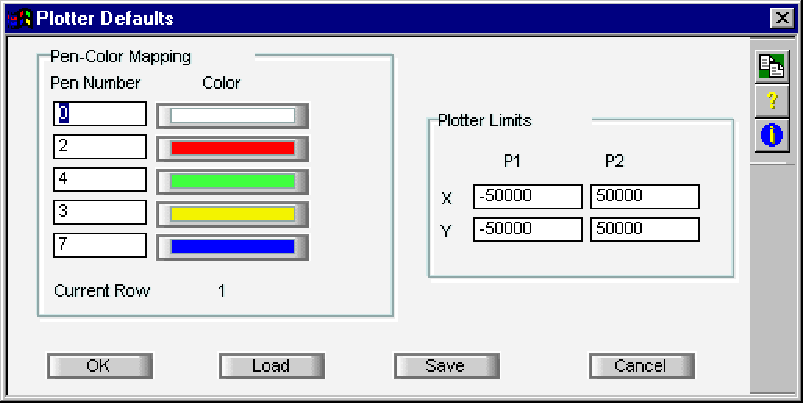 Plotter Defaults
Pen-Color Mapping
Pen Number Color
0
2
4
3
7
Current Row 1
Plotter Limits
P1 P2
X -50000 50000
Y -50000 50000
?
i
OK Load Save Cancel